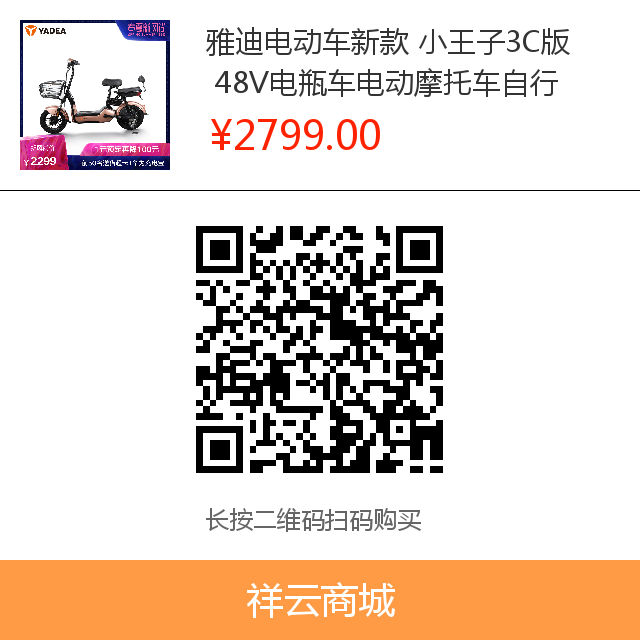 YADEA
雅迪电动车新款 小王子3C版
48V电瓶车电动摩托车自行
¥2799.00
¥2299
长按二维码扫码购买
祥云商城